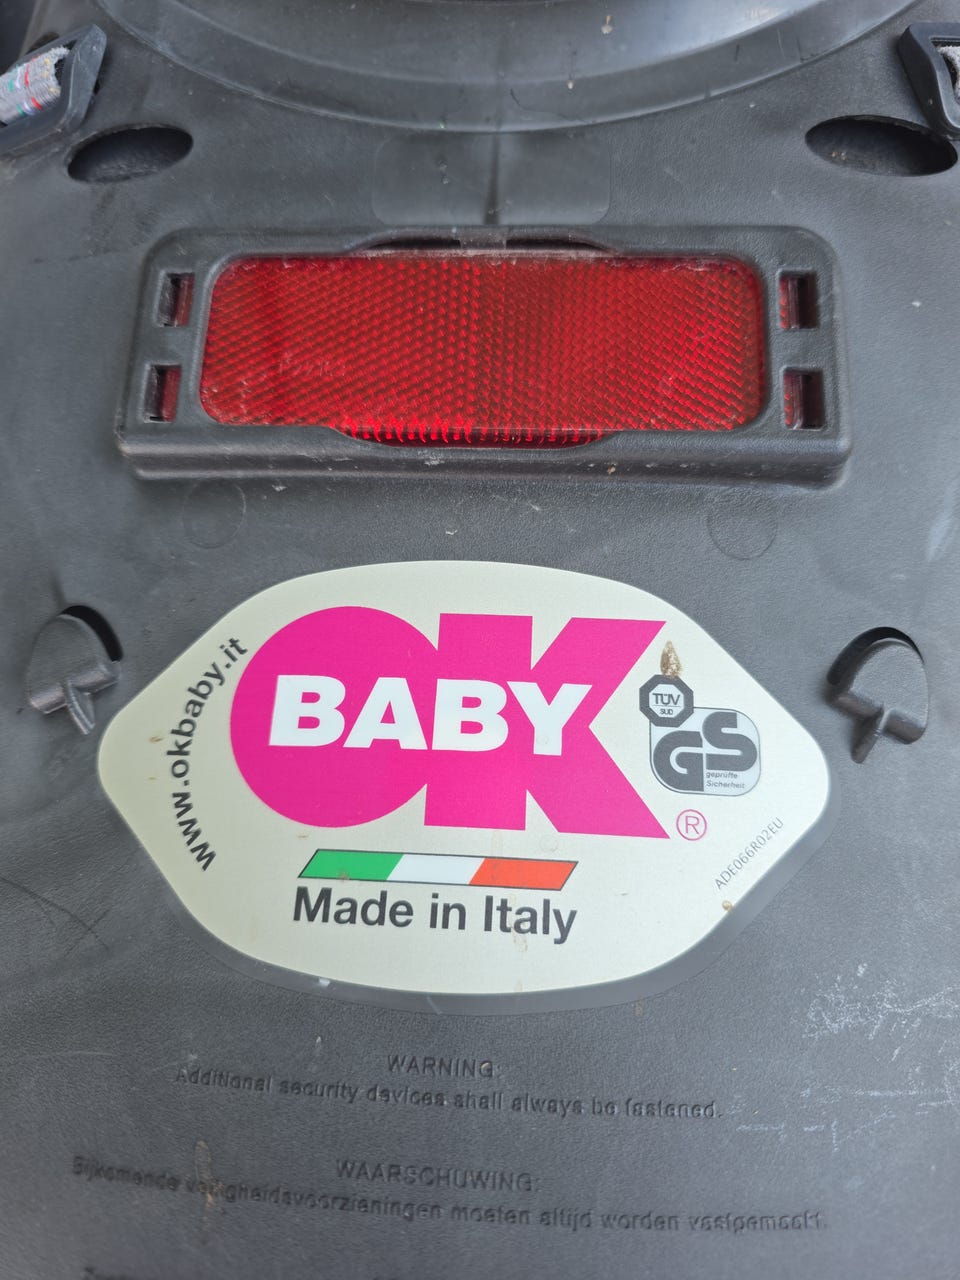 OK
BABY
www.okbaby.it
TÜV
SÜD
GS
geprüfte
Sicherheit
®
ADE066R02EU
Made in Italy
WARNING:
Additional security devices shall always be fastened.
WAARSCHUWING:
Bijkomende veiligheidsvoorzieningen moeten altijd worden vastgemaakt.